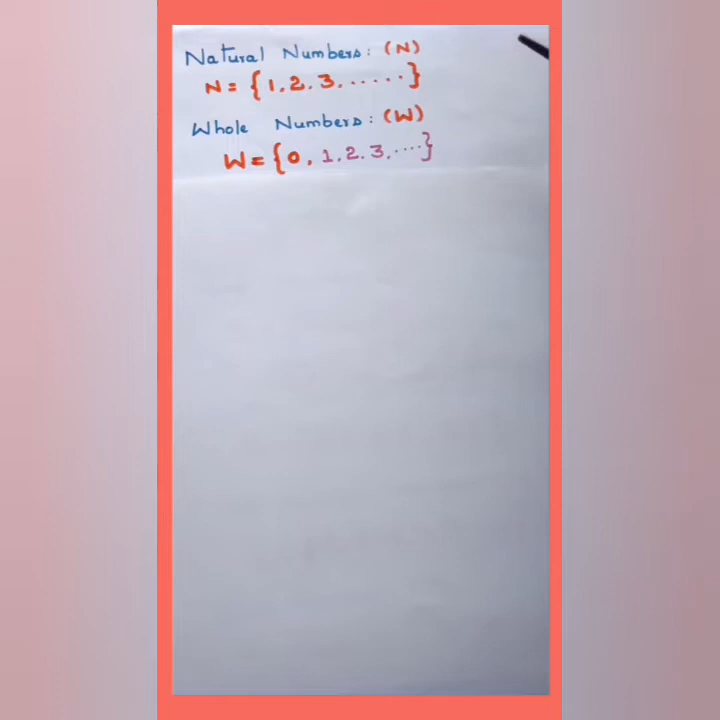 Natural Numbers: (N)
N = {1, 2, 3, ......}
Whole Numbers: (W)
W = {0, 1, 2, 3, ....}